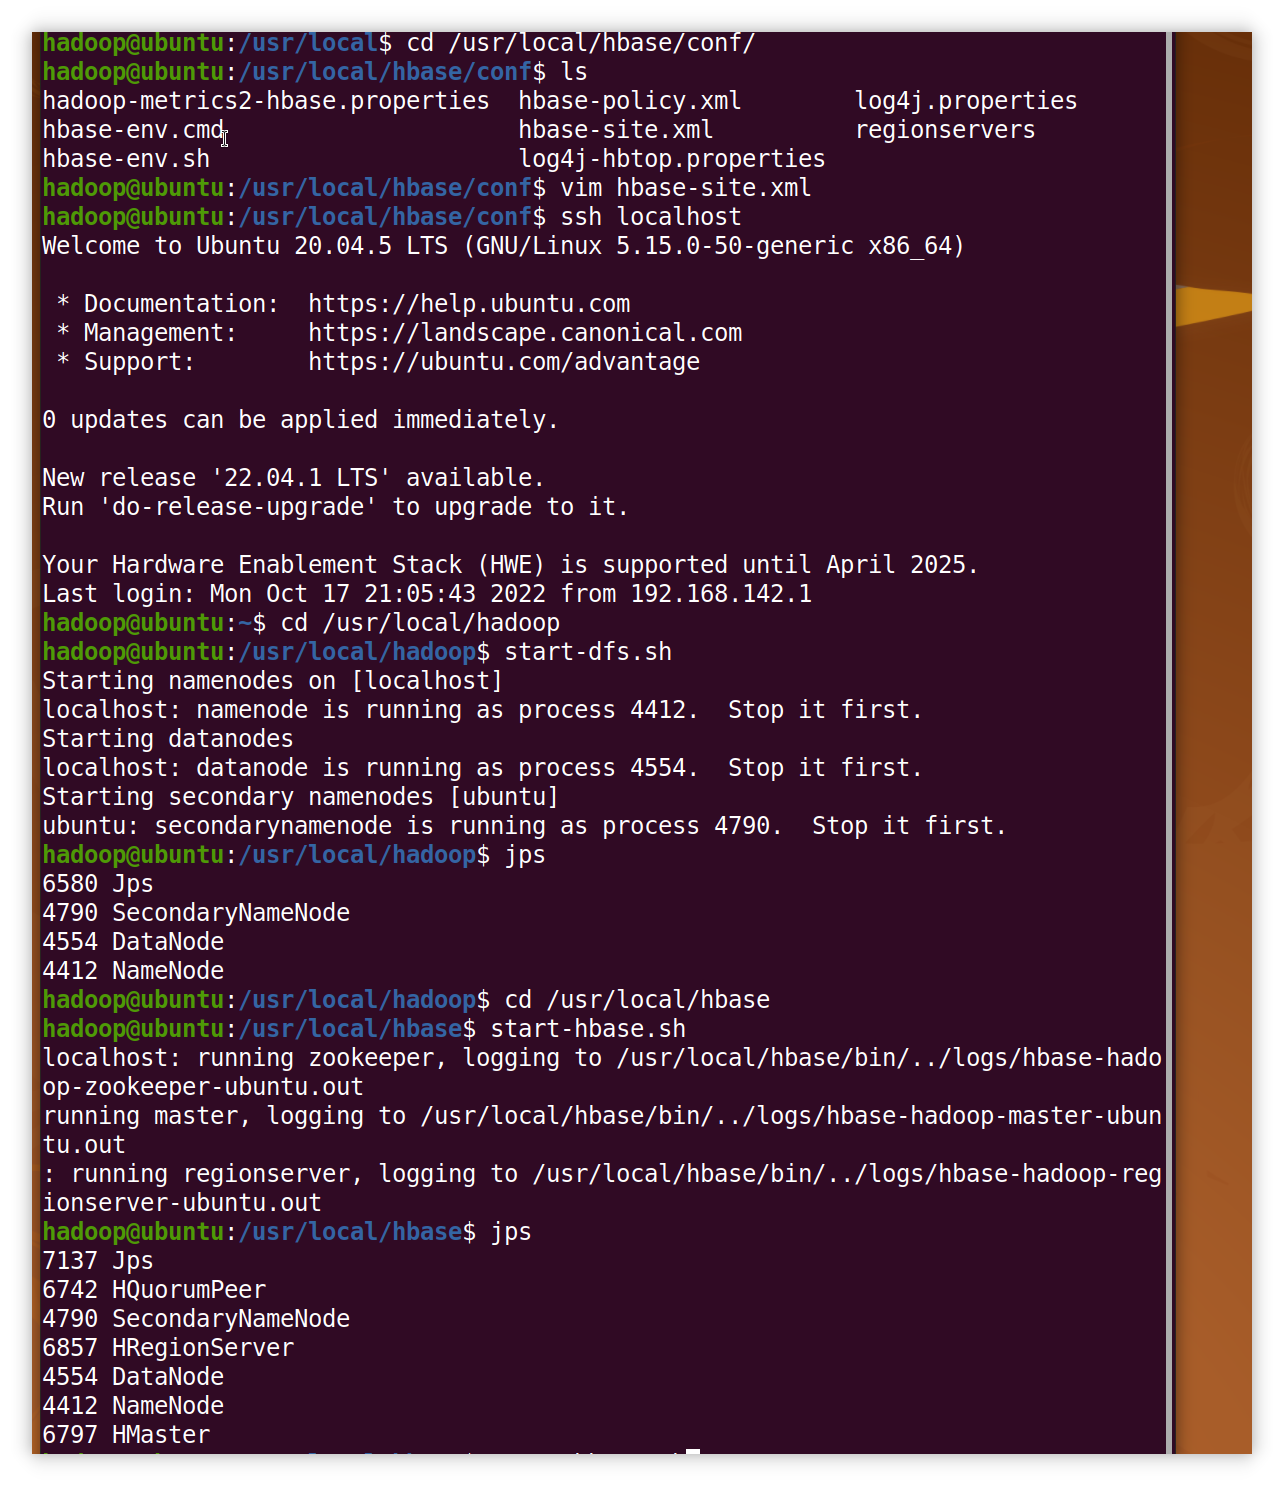 hadoop@ubuntu:/usr/local$ cd /usr/local/hbase/conf/
hadoop@ubuntu:/usr/local/hbase/conf$ ls
hadoop-metrics2-hbase.properties  hbase-policy.xml        log4j.properties
hbase-env.cmd                     hbase-site.xml          regionservers
hbase-env.sh                      log4j-hbtop.properties
hadoop@ubuntu:/usr/local/hbase/conf$ vim hbase-site.xml
hadoop@ubuntu:/usr/local/hbase/conf$ ssh localhost
Welcome to Ubuntu 20.04.5 LTS (GNU/Linux 5.15.0-50-generic x86_64)

 * Documentation:  https://help.ubuntu.com
 * Management:     https://landscape.canonical.com
 * Support:        https://ubuntu.com/advantage

0 updates can be applied immediately.

New release '22.04.1 LTS' available.
Run 'do-release-upgrade' to upgrade to it.

Your Hardware Enablement Stack (HWE) is supported until April 2025.
Last login: Mon Oct 17 21:05:43 2022 from 192.168.142.1
hadoop@ubuntu:~$ cd /usr/local/hadoop
hadoop@ubuntu:/usr/local/hadoop$ start-dfs.sh
Starting namenodes on [localhost]
localhost: namenode is running as process 4412.  Stop it first.
Starting datanodes
localhost: datanode is running as process 4554.  Stop it first.
Starting secondary namenodes [ubuntu]
ubuntu: secondarynamenode is running as process 4790.  Stop it first.
hadoop@ubuntu:/usr/local/hadoop$ jps
6580 Jps
4790 SecondaryNameNode
4554 DataNode
4412 NameNode
hadoop@ubuntu:/usr/local/hadoop$ cd /usr/local/hbase
hadoop@ubuntu:/usr/local/hbase$ start-hbase.sh
localhost: running zookeeper, logging to /usr/local/hbase/bin/../logs/hbase-hado
op-zookeeper-ubuntu.out
running master, logging to /usr/local/hbase/bin/../logs/hbase-hadoop-master-ubun
tu.out
: running regionserver, logging to /usr/local/hbase/bin/../logs/hbase-hadoop-reg
ionserver-ubuntu.out
hadoop@ubuntu:/usr/local/hbase$ jps
7137 Jps
6742 HQuorumPeer
4790 SecondaryNameNode
6857 HRegionServer
4554 DataNode
4412 NameNode
6797 HMaster